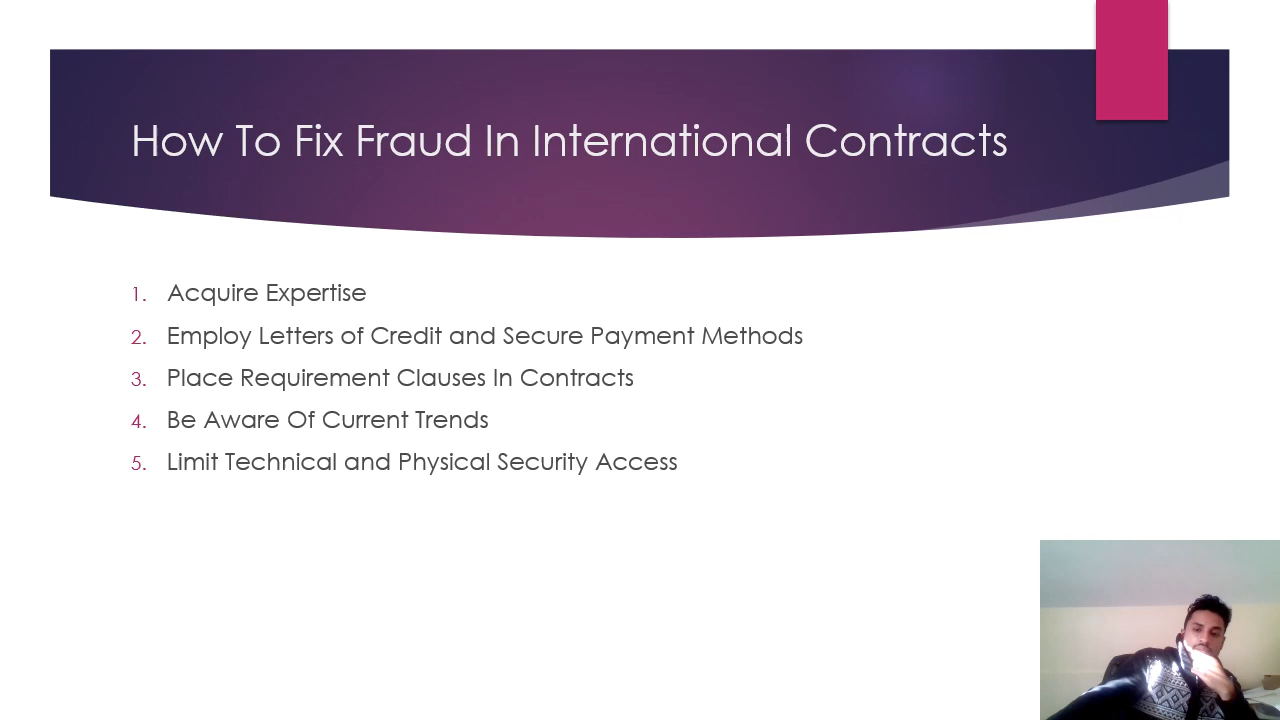 How To Fix Fraud In International Contracts
1. Acquire Expertise
2. Employ Letters of Credit and Secure Payment Methods
3. Place Requirement Clauses In Contracts
4. Be Aware Of Current Trends
5. Limit Technical and Physical Security Access